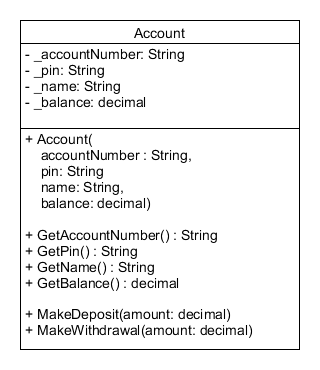 Account
- _accountNumber: String
- _pin: String
- _name: String
- _balance: decimal
+ Account(
accountNumber : String,
pin: String
name: String,
balance: decimal)
+ GetAccountNumber() : String
+ GetPin() : String
+ GetName() : String
+ GetBalance() : decimal
+ MakeDeposit(amount: decimal)
+ MakeWithdrawal(amount: decimal)